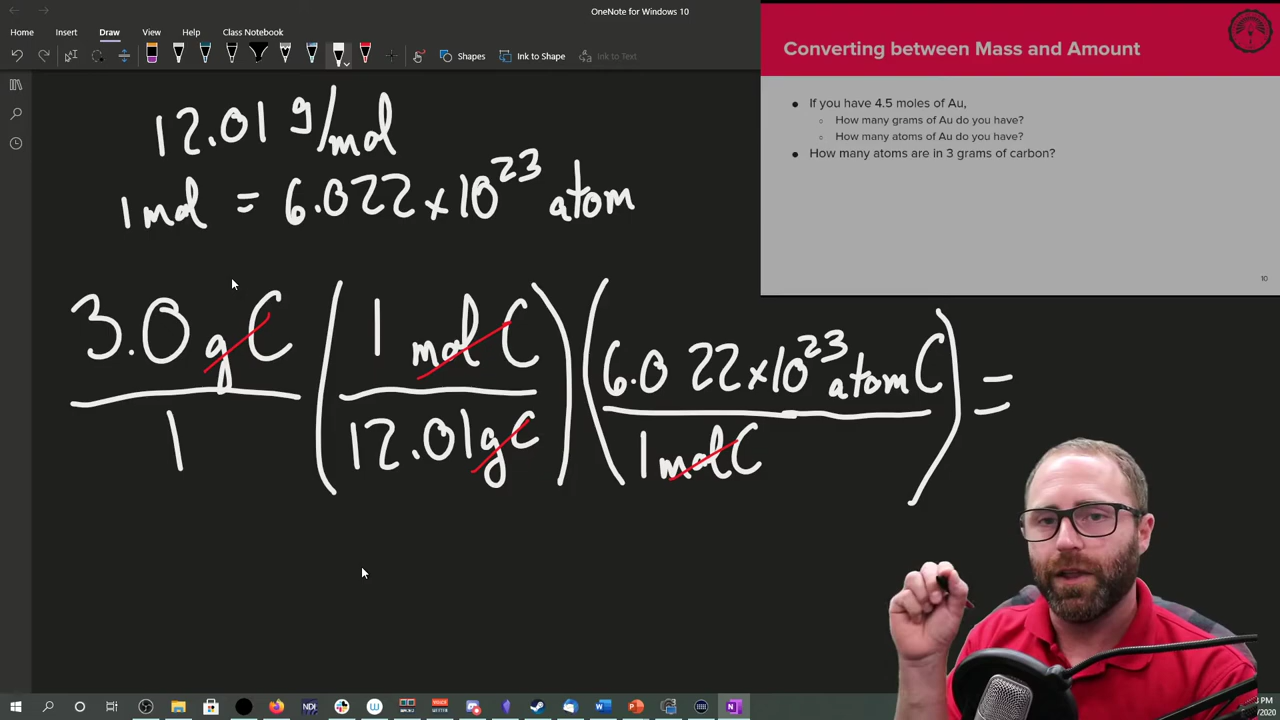 OneNote for Windows 10
Home Insert Draw View Help Class Notebook
Shapes Ink to Shape Ink to Text
Converting between Mass and Amount
● If you have 4.5 moles of Au,
○ How many grams of Au do you have?
○ How many atoms of Au do you have?
● How many atoms are in 3 grams of carbon?
10
12.01 g/mol
1 mol = 6.022×10^23 atom
3.0 g C / 1 (1 mol C / 12.01 g C) (6.022×10^23 atom C / 1 mol C) =